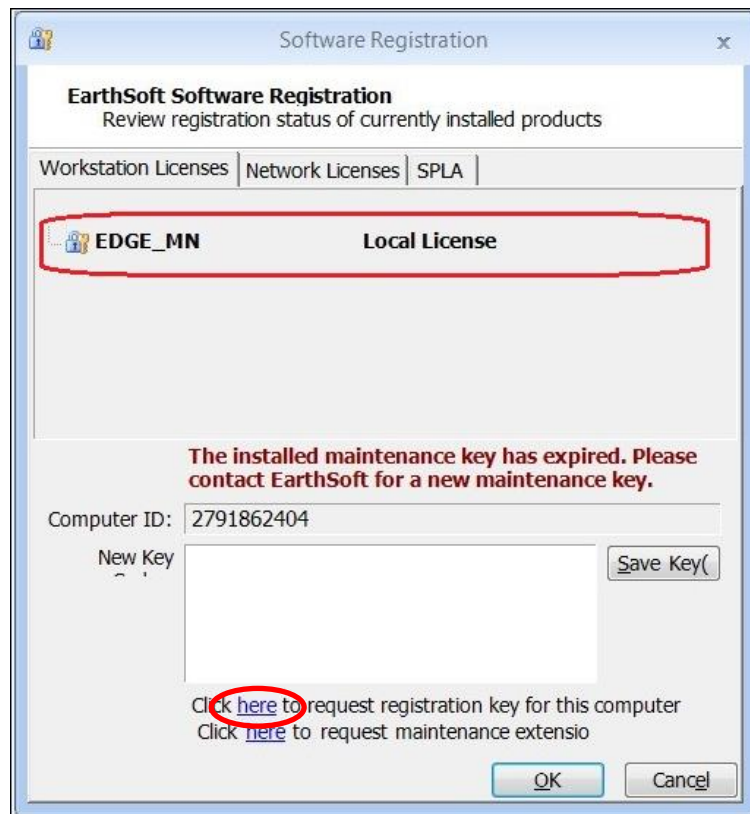 Software Registration x
EarthSoft Software Registration
Review registration status of currently installed products
Workstation Licenses Network Licenses SPLA
EDGE_MN Local License
The installed maintenance key has expired. Please
contact EarthSoft for a new maintenance key.
Computer ID: 2791862404
New Key
Save Key(
Click here to request registration key for this computer
Click here to request maintenance extensio
OK Cancel